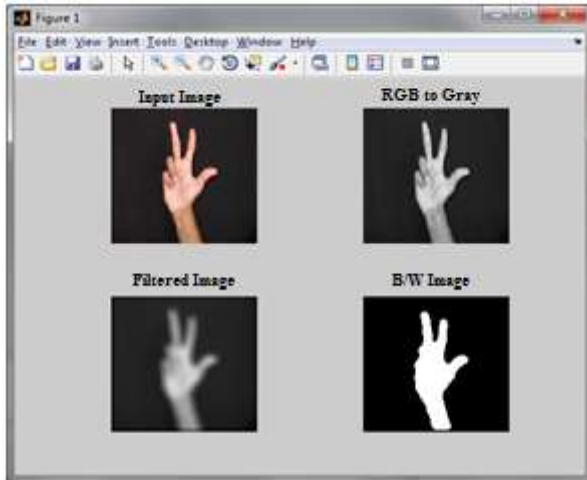 Figure 1
File Edit View Insert Tools Desktop Window Help
Input Image
RGB to Gray
Filtered Image
B/W Image